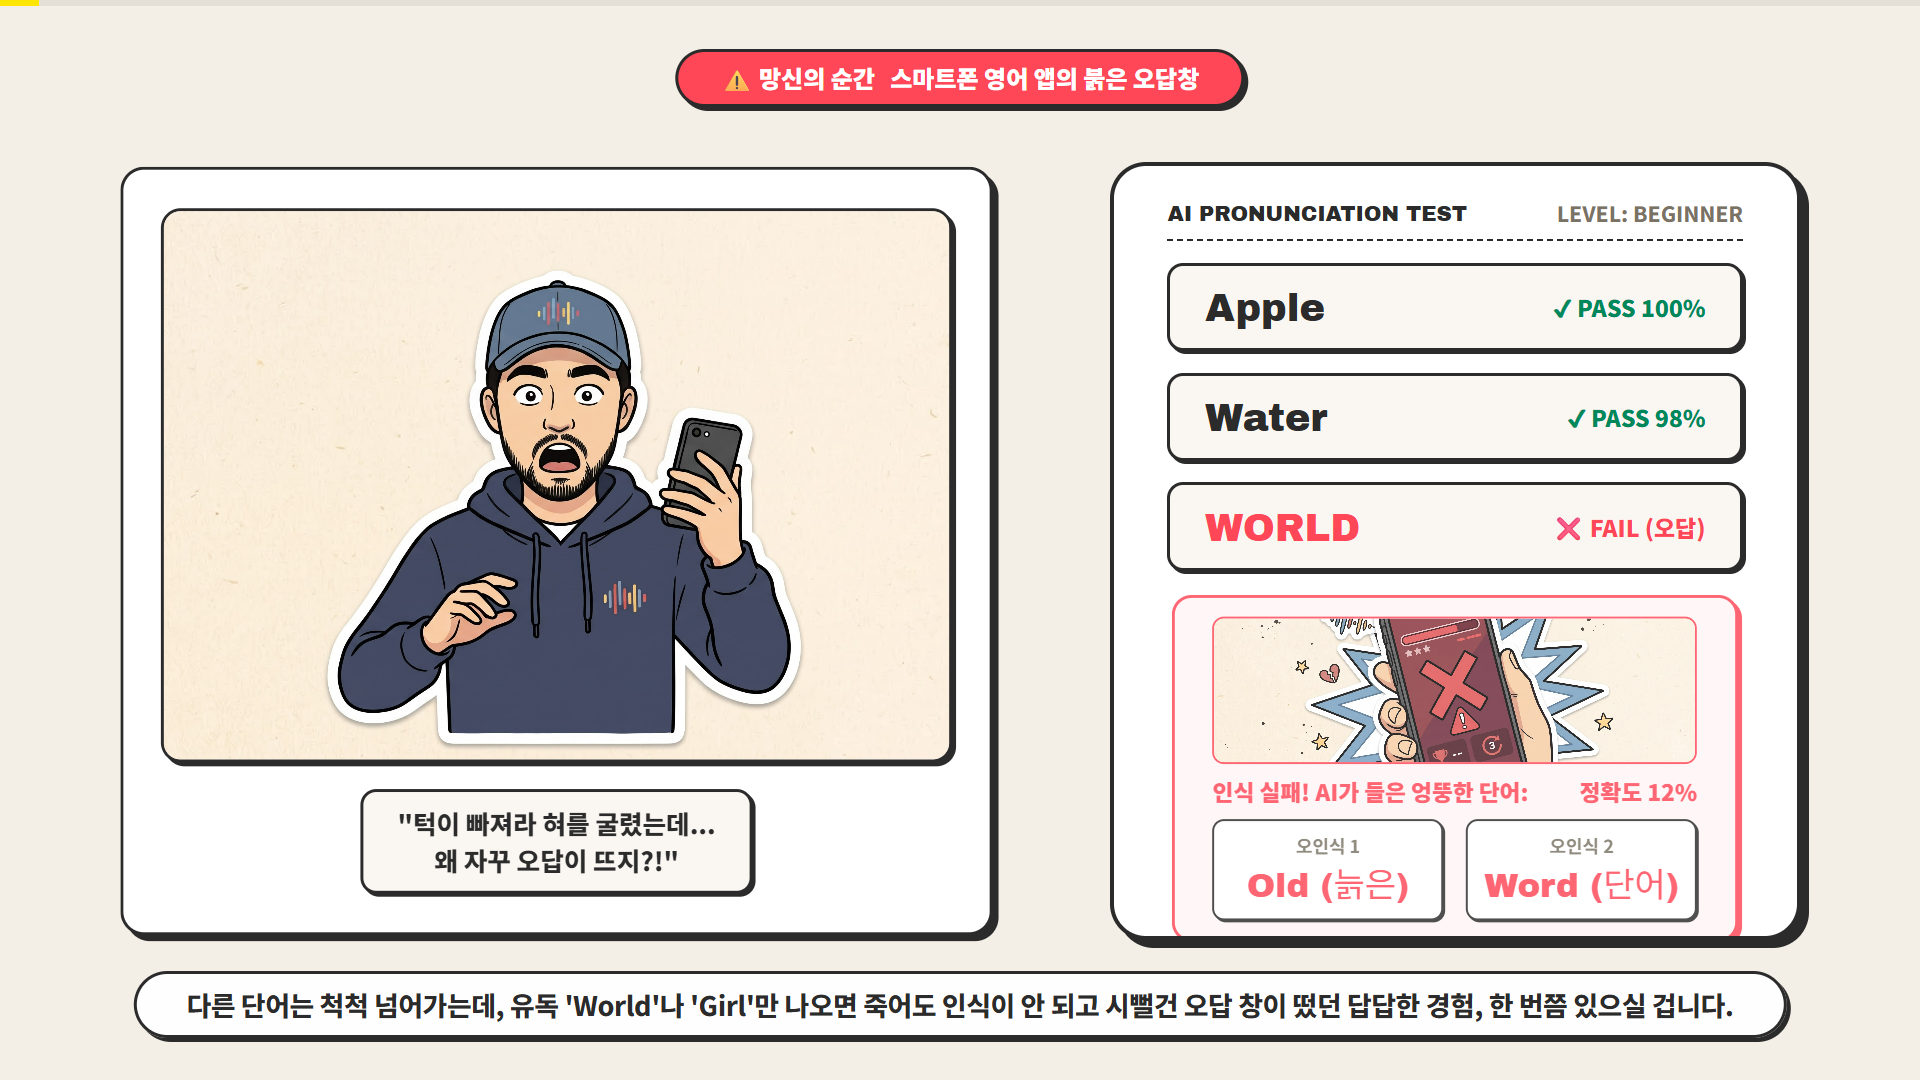 ⚠️ 망신의 순간 스마트폰 영어 앱의 붉은 오답창
"턱이 빠져라 혀를 굴렸는데...
왜 자꾸 오답이 뜨지?!"
AI PRONUNCIATION TEST LEVEL: BEGINNER
Apple ✓ PASS 100%
Water ✓ PASS 98%
WORLD ❌ FAIL (오답)
3
인식 실패! AI가 들은 엉뚱한 단어: 정확도 12%
오인식 1
Old (늙은)
오인식 2
Word (단어)
다른 단어는 척척 넘어가는데, 유독 'World'나 'Girl'만 나오면 죽어도 인식이 안 되고 시뻘건 오답 창이 떴던 답답한 경험, 한 번쯤 있으실 겁니다.